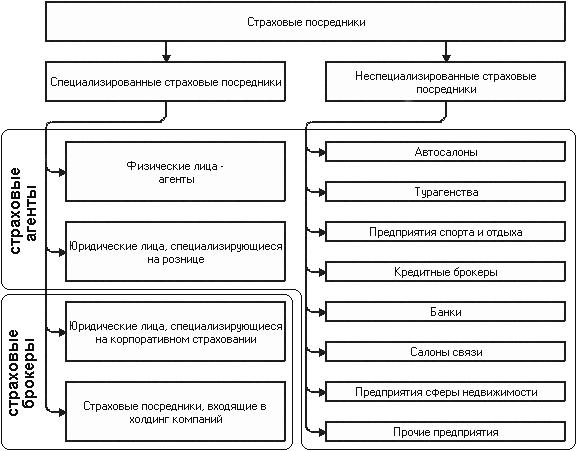 Страховые посредники
Специализированные страховые посредники
Неспециализированные страховые
посредники
страховые
агенты
Физические лица -
агенты
Юридические лица, специализирующиеся
на рознице
страховые
брокеры
Юридические лица, специализирующиеся
на корпоративном страховании
Страховые посредники, входящие в
холдинг компаний
Автосалоны
Турагенства
Предприятия спорта и отдыха
Кредитные брокеры
Банки
Салоны связи
Предприятия сферы недвижимости
Прочие предприятия